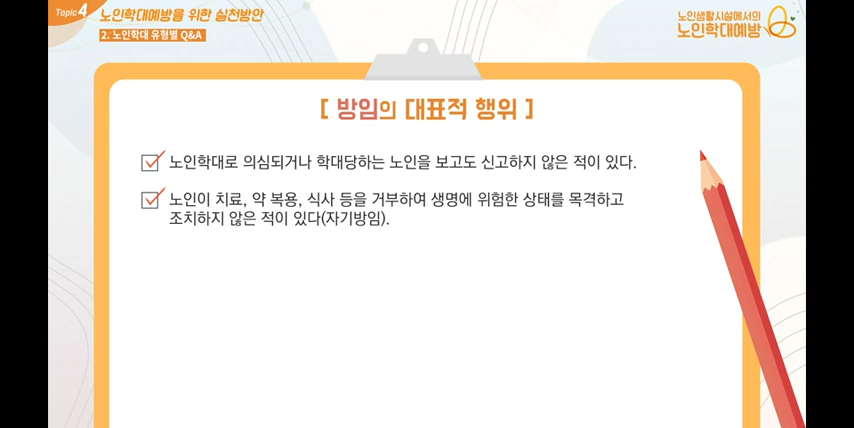 Topic 4 노인학대예방을 위한 실천방안
2. 노인학대 유형별 Q&A
노인생활시설에서의
노인학대예방
[ 방임의 대표적 행위 ]
노인학대로 의심되거나 학대당하는 노인을 보고도 신고하지 않은 적이 있다.
노인이 치료, 약 복용, 식사 등을 거부하여 생명에 위험한 상태를 목격하고
조치하지 않은 적이 있다(자기방임).